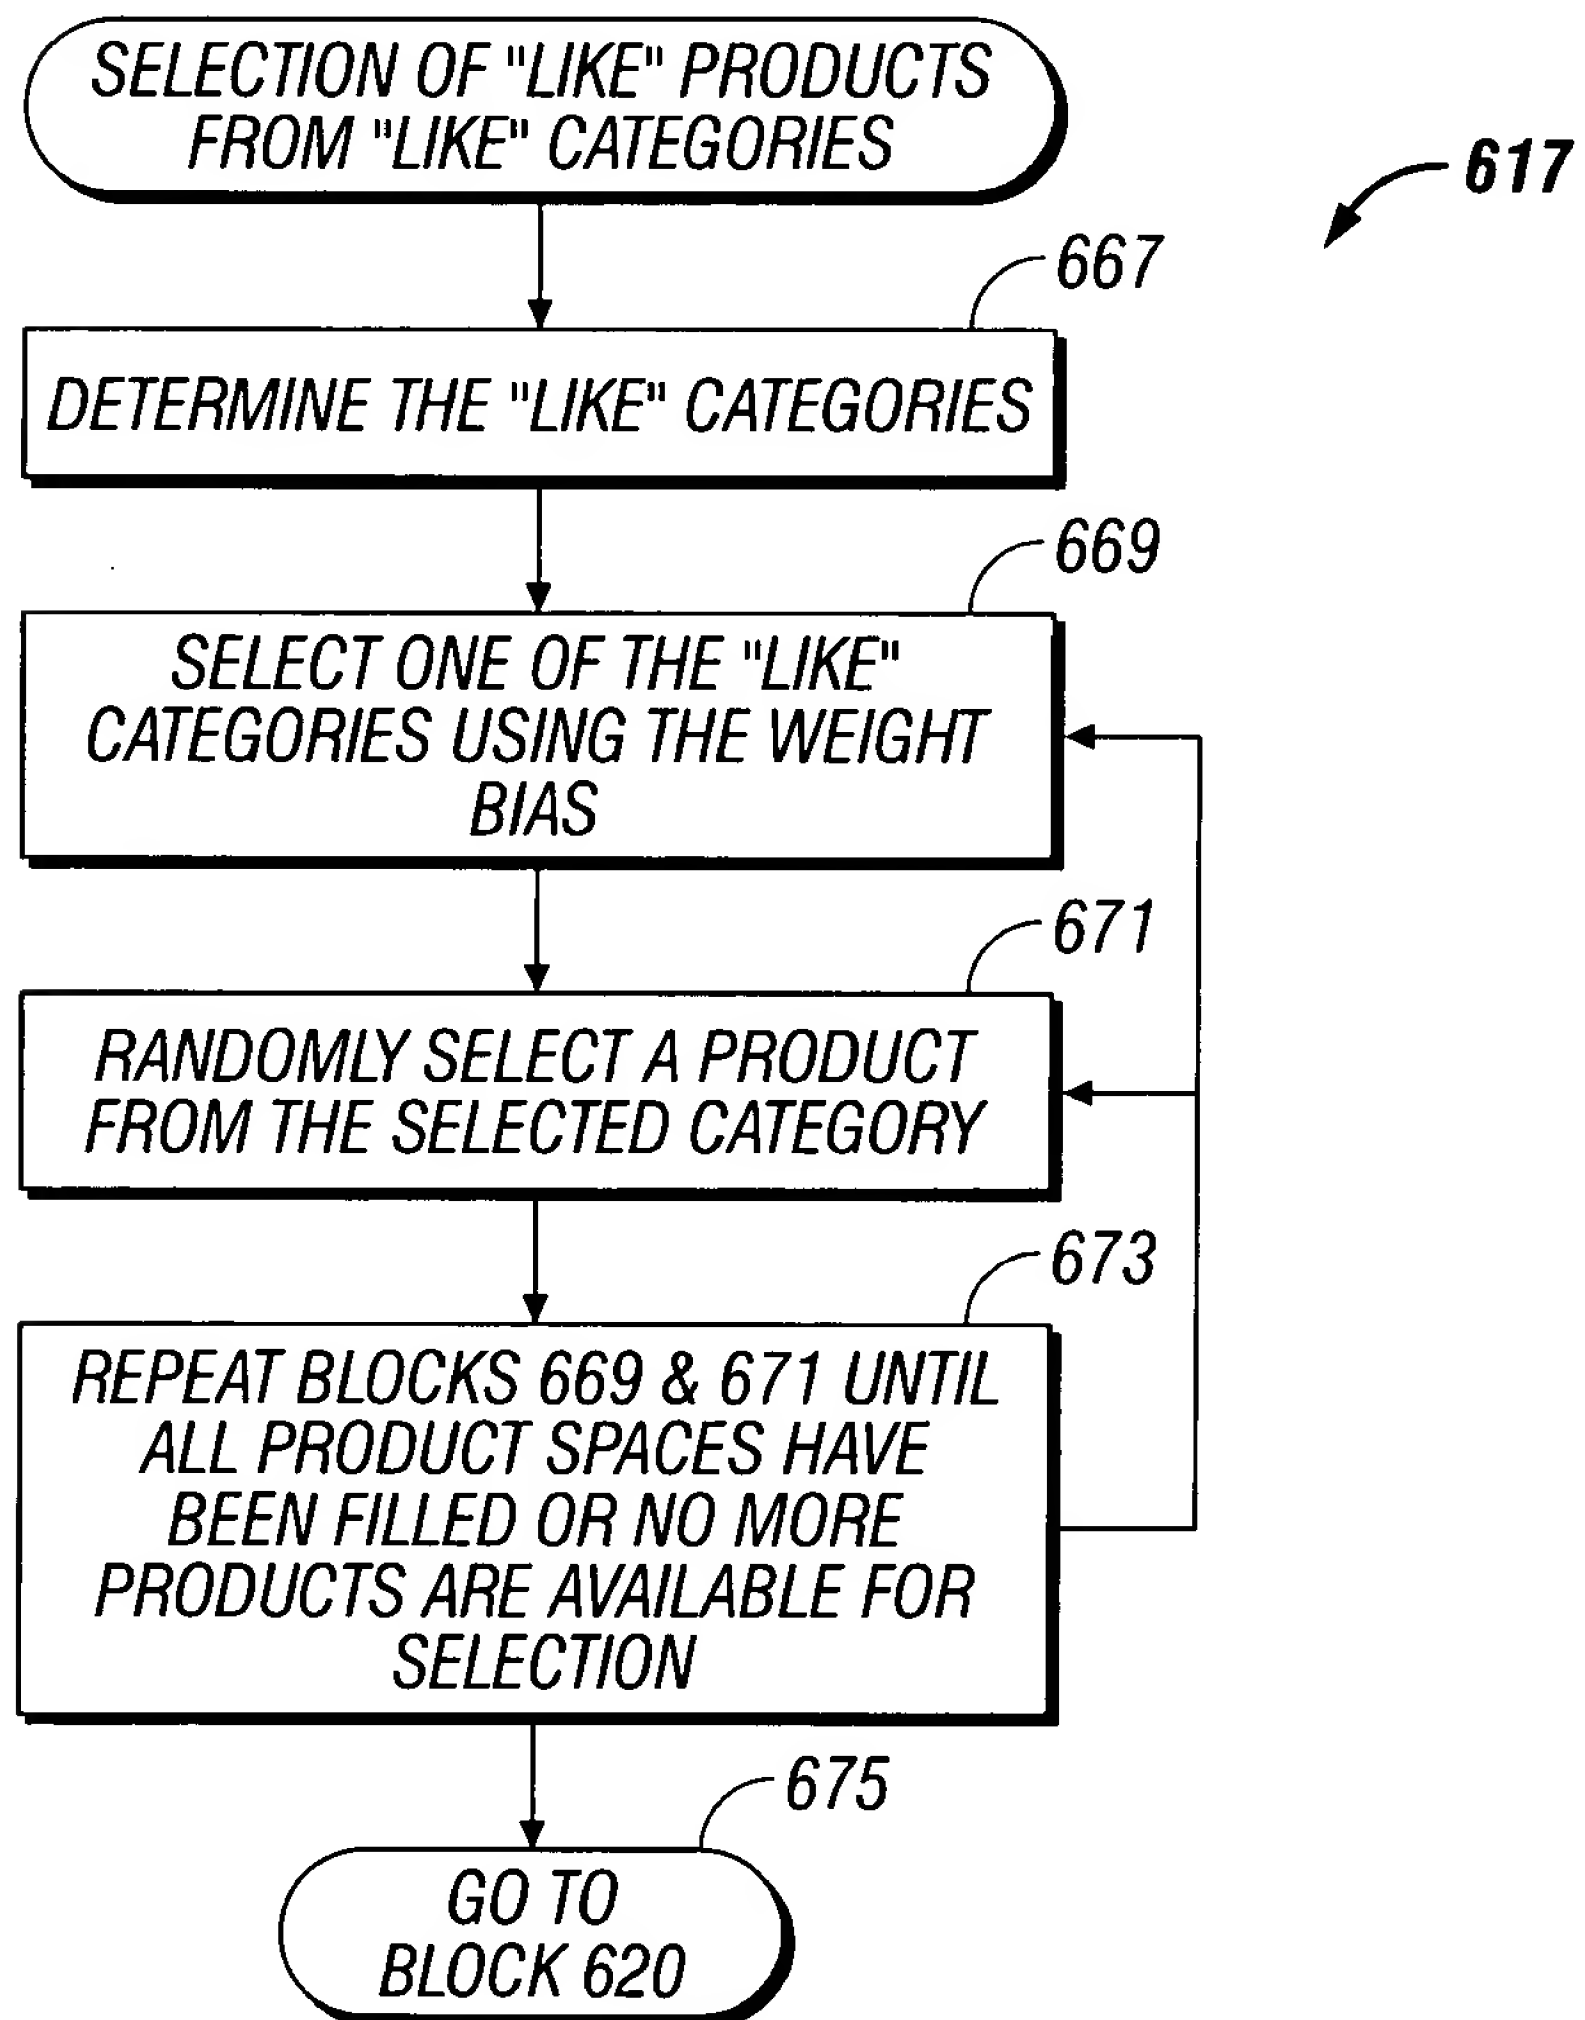 SELECTION OF "LIKE" PRODUCTS
FROM "LIKE" CATEGORIES
617
667
DETERMINE THE "LIKE" CATEGORIES
669
SELECT ONE OF THE "LIKE"
CATEGORIES USING THE WEIGHT
BIAS
671
RANDOMLY SELECT A PRODUCT
FROM THE SELECTED CATEGORY
673
REPEAT BLOCKS 669 & 671 UNTIL
ALL PRODUCT SPACES HAVE
BEEN FILLED OR NO MORE
PRODUCTS ARE AVAILABLE FOR
SELECTION
675
GO TO
BLOCK 620